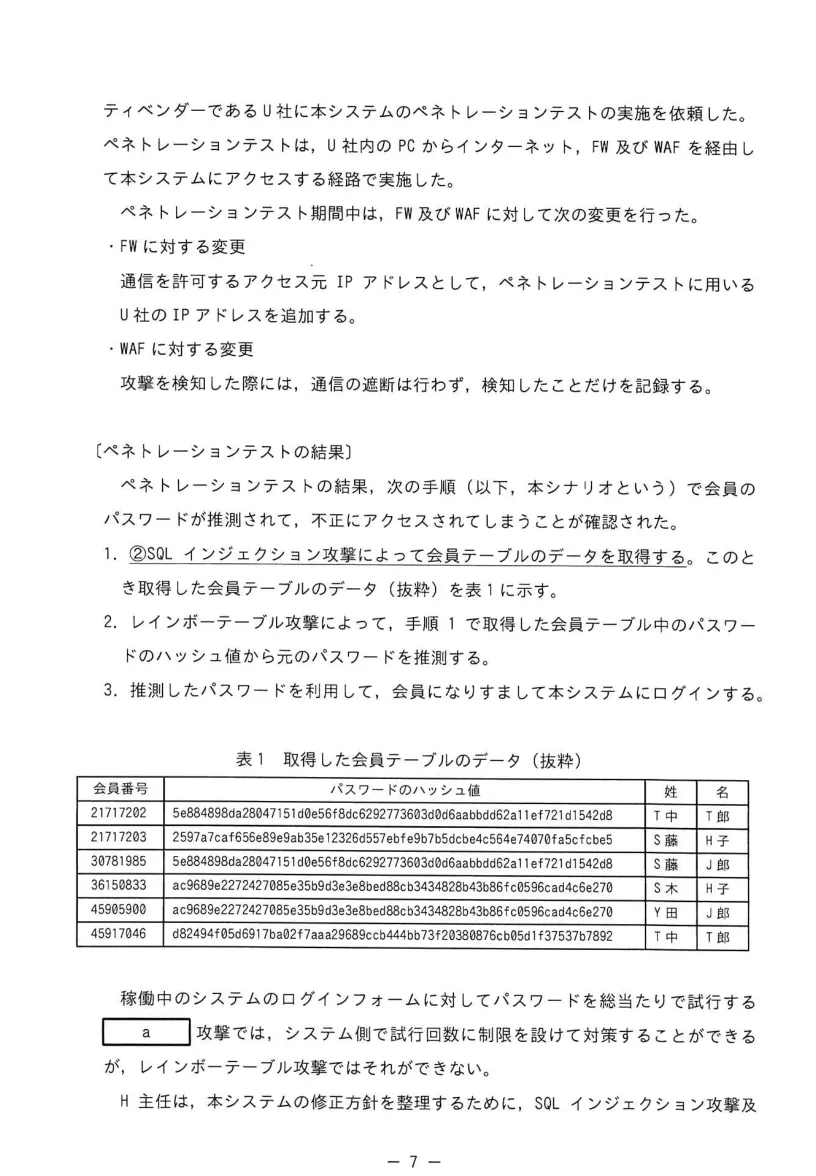 ティベンダーであるU社に本システムのペネトレーションテストの実施を依頼した。
ペネトレーションテストは，U 社内の PC からインターネット，FW 及び WAF を経由し
て本システムにアクセスする経路で実施した。
ペネトレーションテスト期間中は，FW 及び WAF に対して次の変更を行った。
・FW に対する変更
通信を許可するアクセス元 IP アドレスとして，ペネトレーションテストに用いる
U 社の IP アドレスを追加する。
・WAF に対する変更
攻撃を検知した際には，通信の遮断は行わず，検知したことだけを記録する。
〔ペネトレーションテストの結果〕
ペネトレーションテストの結果，次の手順（以下，本シナリオという）で会員の
パスワードが推測されて，不正にアクセスされてしまうことが確認された。
1. ②SQL インジェクション攻撃によって会員テーブルのデータを取得する。このと
き取得した会員テーブルのデータ（抜粋）を表1に示す。
2. レインボーテーブル攻撃によって，手順 1 で取得した会員テーブル中のパスワー
ドのハッシュ値から元のパスワードを推測する。
3. 推測したパスワードを利用して，会員になりすまして本システムにログインする。
表1 取得した会員テーブルのデータ（抜粋）
会員番号 パスワードのハッシュ値 姓 名
21717202 5e884898da28047151d0e56f8dc6292773603d0d6aabbdd62a11ef721d1542d8 T中 T郎
21717203 2597a7caf656e89e9ab35e12326d557ebfe9b7b5dcbe4c564e74070fa5cfcbe5 S藤 H子
30781985 5e884898da28047151d0e56f8dc6292773603d0d6aabbdd62a11ef721d1542d8 S藤 J郎
36150833 ac9689e2272427085e35b9d3e3e8bed88cb3434828b43b86fc0596cad4c6e270 S木 H子
45905900 ac9689e2272427085e35b9d3e3e8bed88cb3434828b43b86fc0596cad4c6e270 Y田 J郎
45917046 d82494f05d6917ba02f7aaa29689ccb444bb73f20380876cb05d1f37537b7892 T中 T郎
稼働中のシステムのログインフォームに対してパスワードを総当たりで試行する
a 攻撃では，システム側で試行回数に制限を設けて対策することができる
が，レインボーテーブル攻撃ではそれができない。
H 主任は，本システムの修正方針を整理するために，SQL インジェクション攻撃及
— 7 —